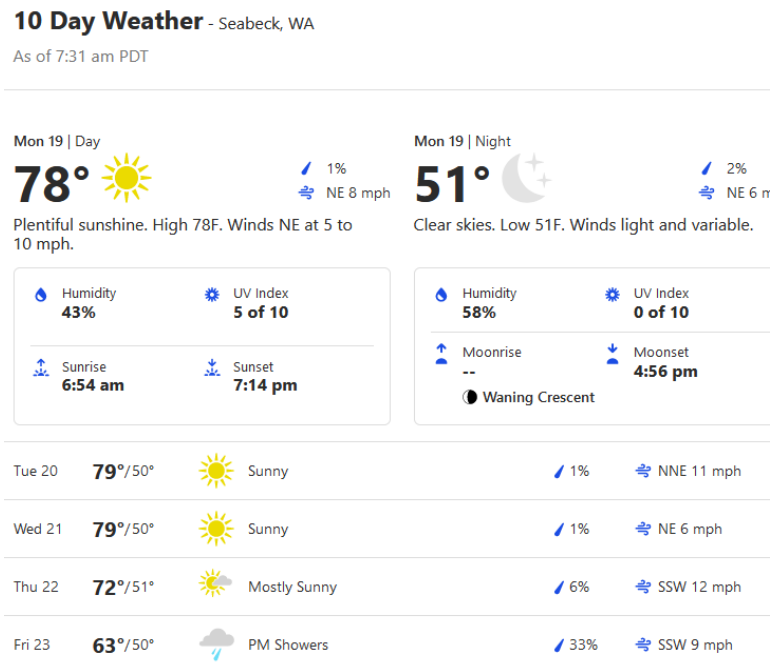 10 Day Weather - Seabeck, WA
As of 7:31 am PDT
Mon 19 | Day
78°
1%
NE 8 mph
Plentiful sunshine. High 78F. Winds NE at 5 to
10 mph.
Humidity
43%
UV Index
5 of 10
Sunrise
6:54 am
Sunset
7:14 pm
Mon 19 | Night
51°
2%
NE 6 m
Clear skies. Low 51F. Winds light and variable.
Humidity
58%
UV Index
0 of 10
Moonrise
--
Waning Crescent
Moonset
4:56 pm
Tue 20 79°/50° Sunny 1% NNE 11 mph
Wed 21 79°/50° Sunny 1% NE 6 mph
Thu 22 72°/51° Mostly Sunny 6% SSW 12 mph
Fri 23 63°/50° PM Showers 33% SSW 9 mph